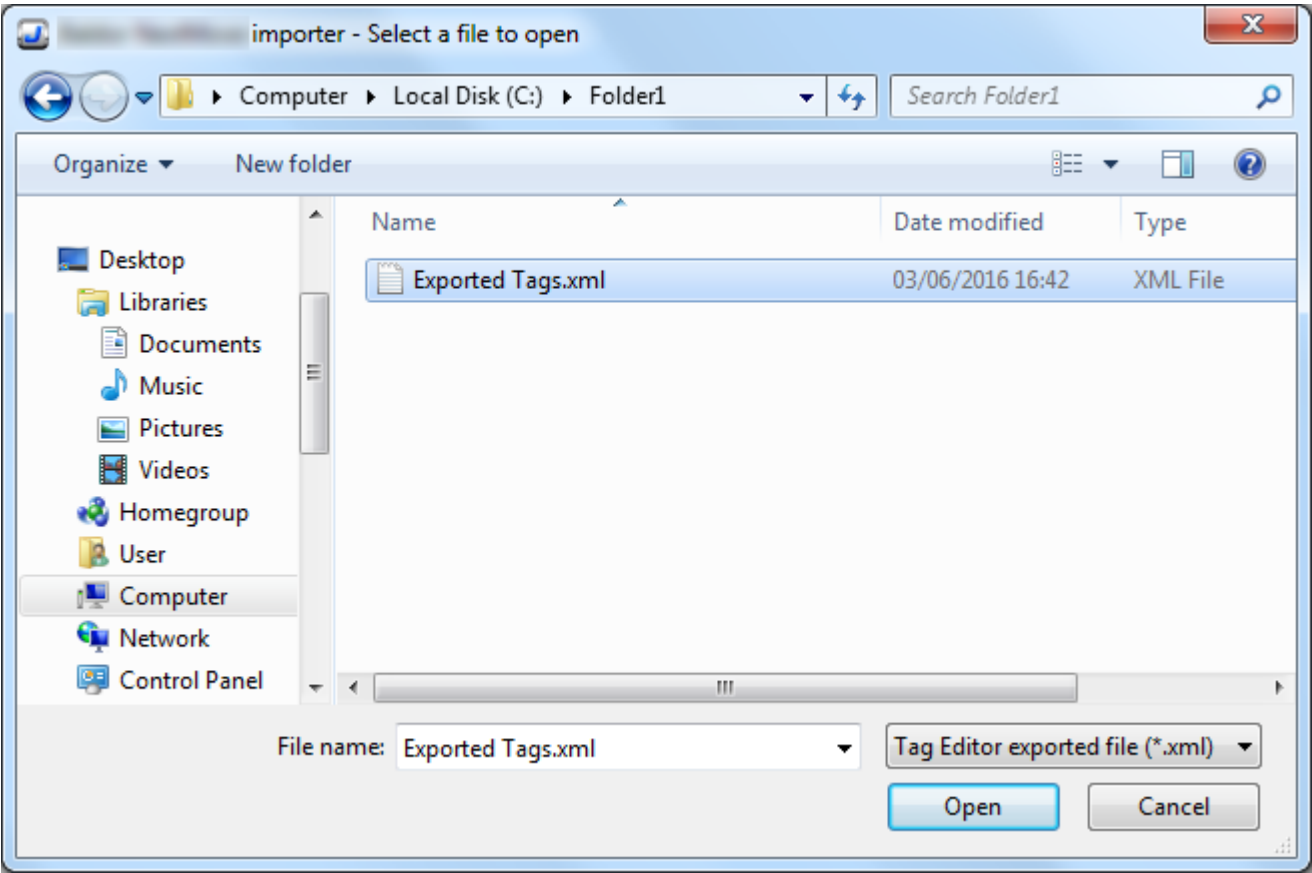 importer - Select a file to open
Computer Local Disk (C:) Folder1
Search Folder1
Organize New folder
Name Date modified Type
Exported Tags.xml 03/06/2016 16:42 XML File
Desktop
Libraries
Documents
Music
Pictures
Videos
Homegroup
User
Computer
Network
Control Panel
File name: Exported Tags.xml Tag Editor exported file (*.xml)
Open Cancel